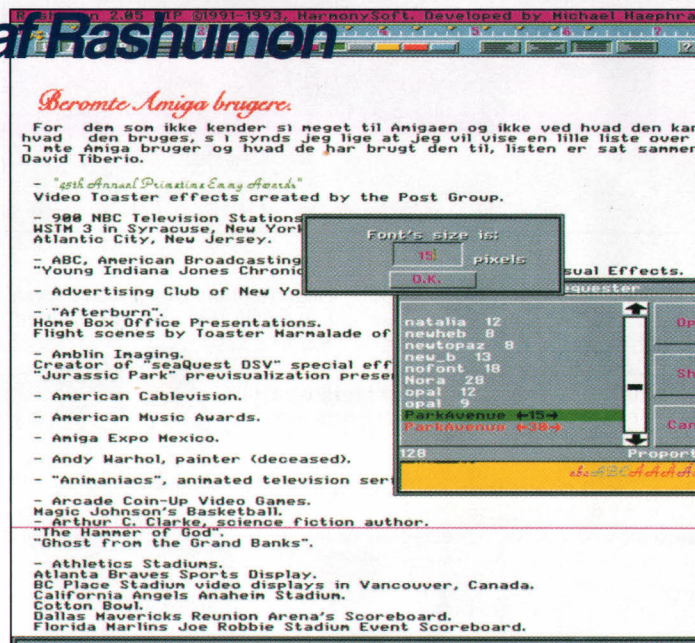 af Rashumon
2.05 ©1991-1993, HarmonySoft. Developed by Michael Haephra
Berømte Amiga brugere.
For dem som ikke kender så meget til Amigaen og ikke ved hvad den kan
hvad den bruges, s synds jeg lige at jeg vil vise en lille liste over
mte Amiga bruger og hvad de har brugt den til, listen er sat sammen
David Tiberio.
- "45th Annual Primetime Emmy Awards"
Video Toaster effects created by the Post Group.
- 900 NBC Television Stations
WSTM 3 in Syracuse, New York
Atlantic City, New Jersey.
- ABC, American Broadcasting
"Young Indiana Jones Chronic
sual Effects.
- Advertising Club of New Yo
- "Afterburn".
Home Box Office Presentations.
Flight scenes by Toaster Marmalade of
- Amblin Imaging.
Creator of "seaQuest DSV" special eff
"Jurassic Park" previsualization prese
- American Cablevision.
- American Music Awards.
- Amiga Expo Mexico.
- Andy Warhol, painter (deceased).
- "Animaniacs", animated television seri
- Arcade Coin-Up Video Games.
Magic Johnson's Basketball.
- Arthur C. Clarke, science fiction author.
"The Hammer of God".
"Ghost from the Grand Banks".
- Athletics Stadiums.
Atlanta Braves Sports Display.
BC Place Stadium video displays in Vancouver, Canada.
California Angels Anaheim Stadium.
Cotton Bowl.
Dallas Mavericks Reunion Arena's Scoreboard.
Florida Marlins Joe Robbie Stadium Event Scoreboard.
Font's size is:
15 pixels
O.K.
equester
natalia 12
newheb 8
newtopaz 8
new_b 13
nofont 18
Nora 28
opal 12
opal 9
ParkAvenue ←15→
ParkAvenue ←30→
Op
Sh
Can
128
Proport
abcABC